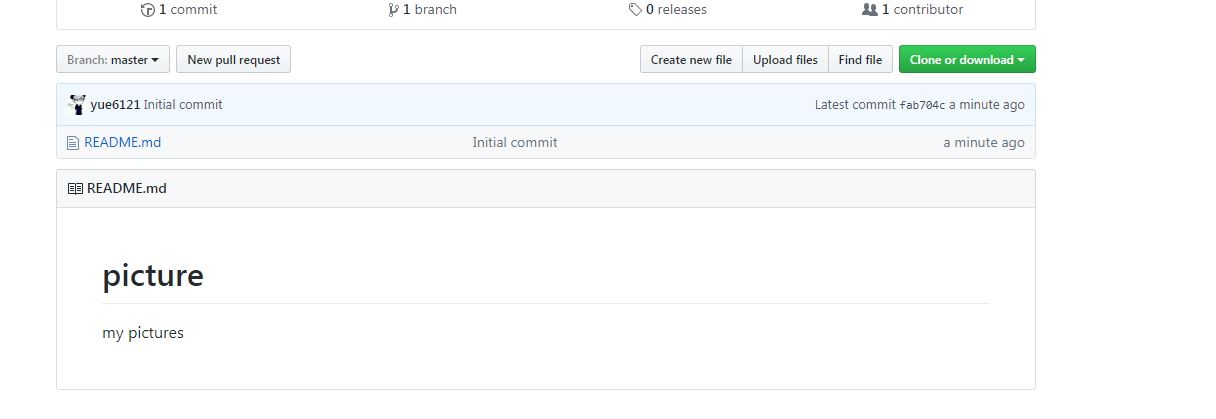 1 commit 1 branch 0 releases 1 contributor
Branch: master New pull request Create new file Upload files Find file Clone or download
yue6121 Initial commit Latest commit fab704c a minute ago
README.md Initial commit a minute ago
README.md
picture
my pictures